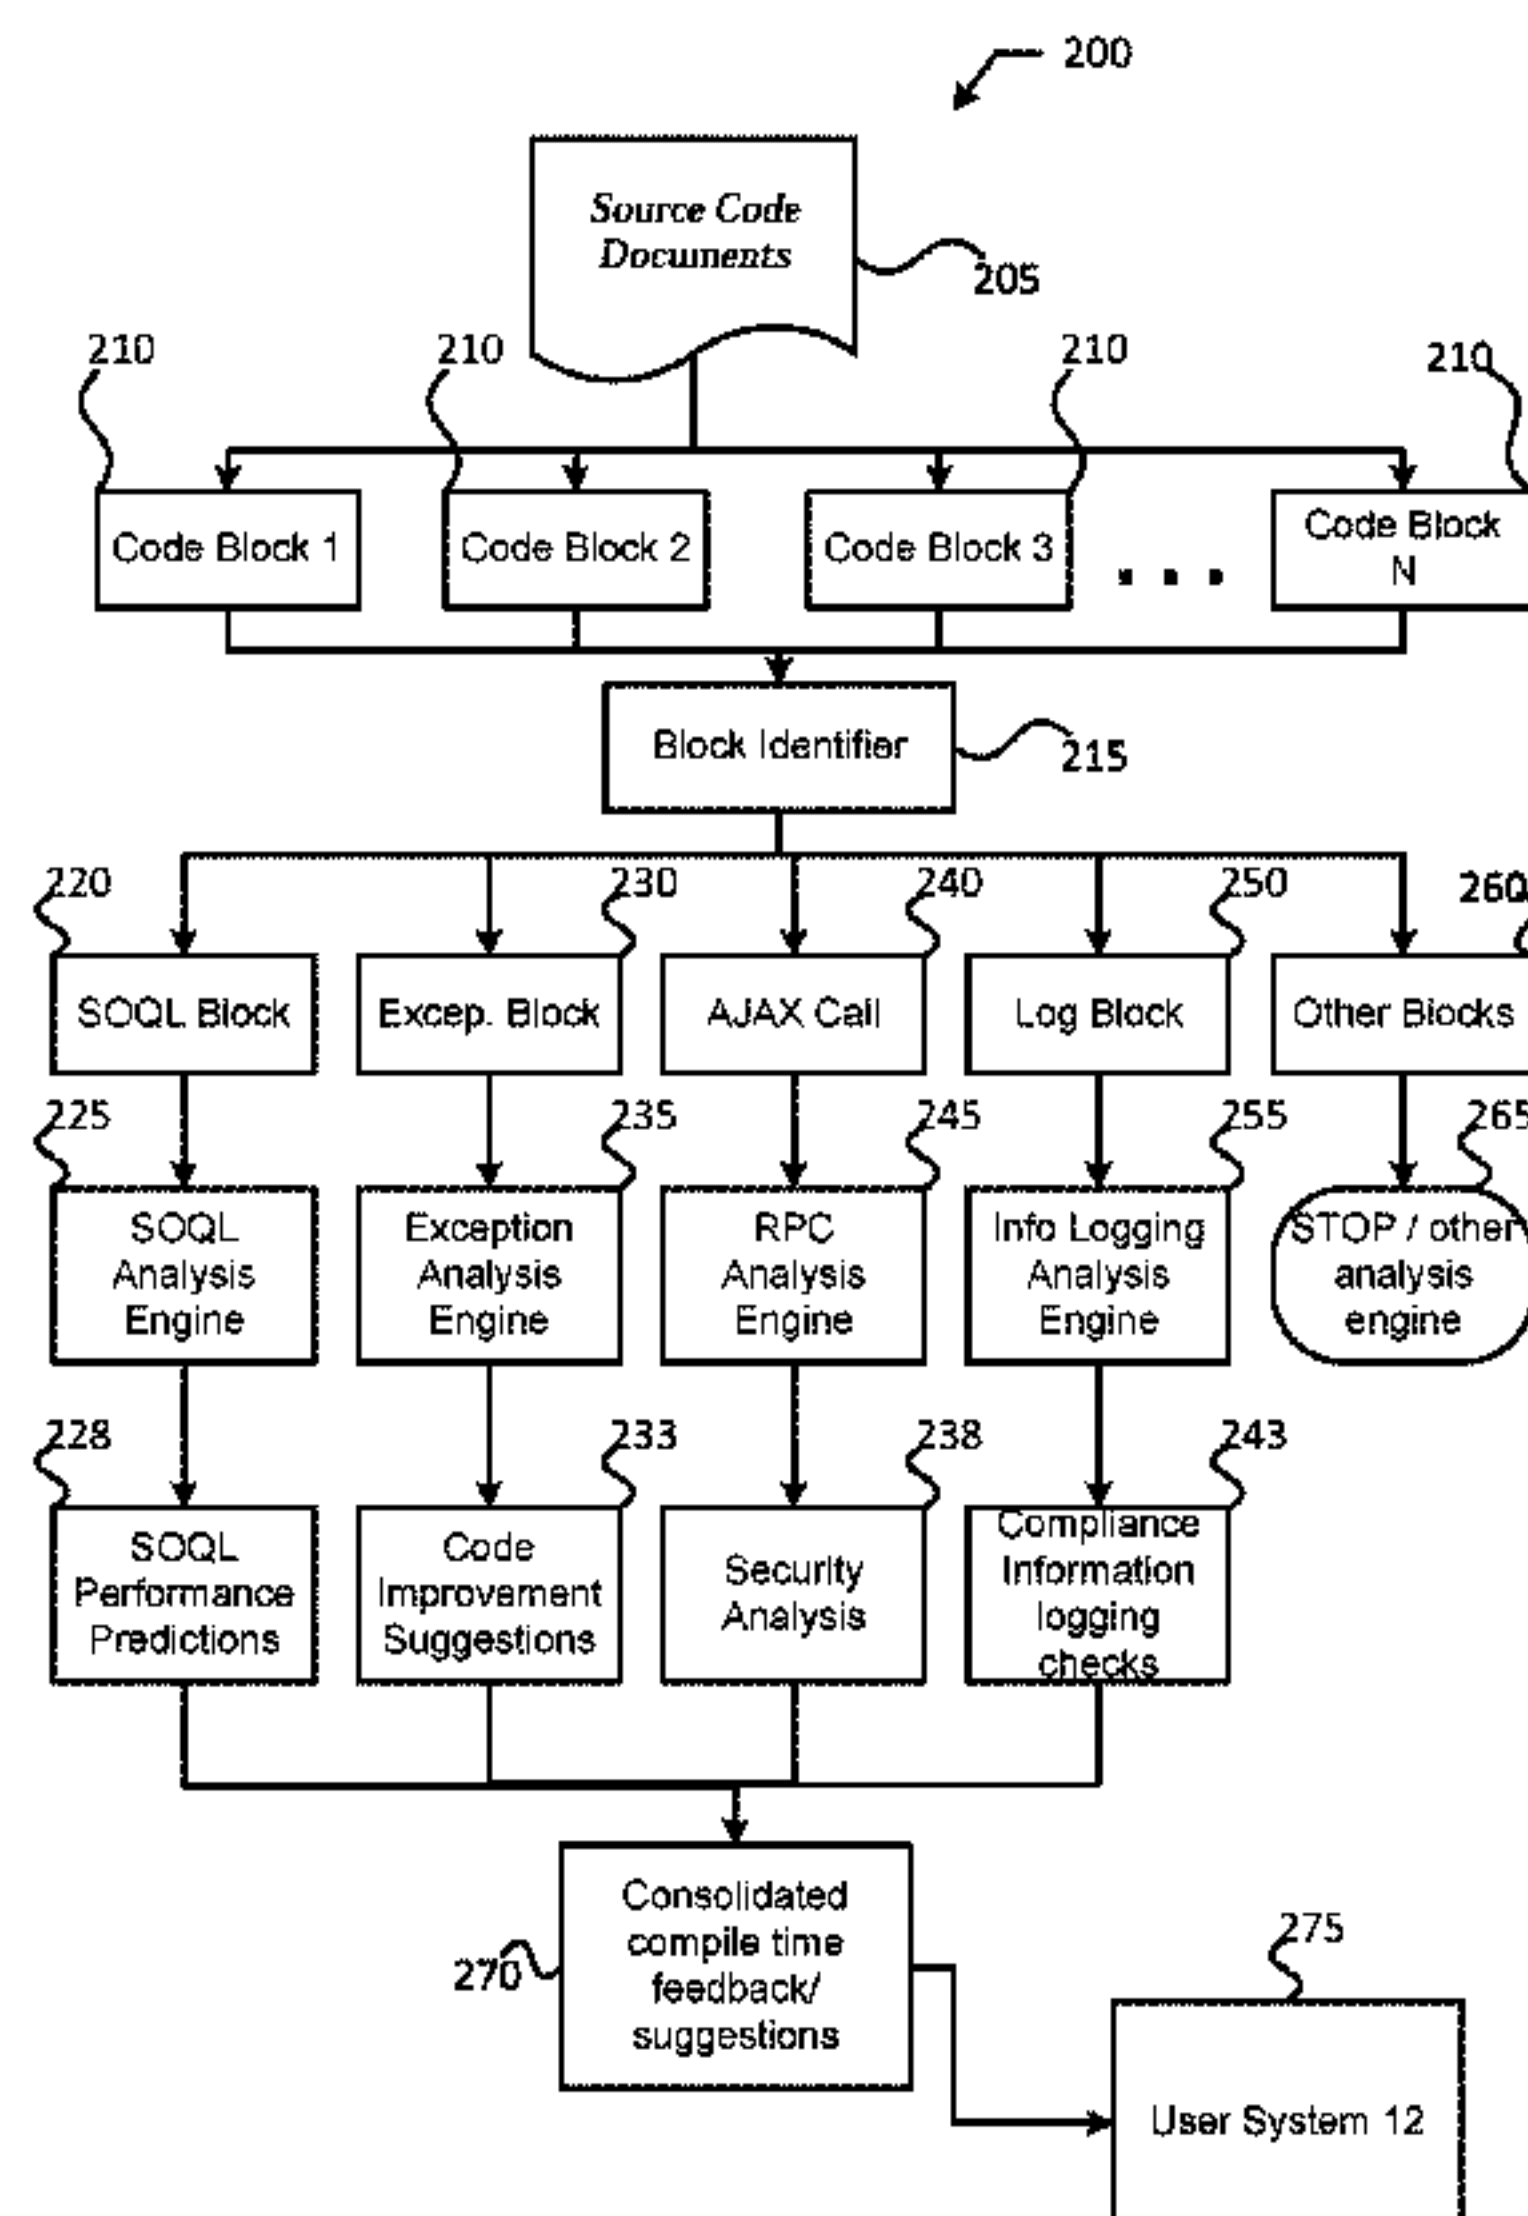 200
Source Code
Documents
205
210
210
210
210
Code Block 1
Code Block 2
Code Block 3
. . .
Code Block
N
Block Identifier
215
220
230
240
250
260
SOQL Block
Excep. Block
AJAX Call
Log Block
Other Blocks
225
235
245
255
265
SOQL
Analysis
Engine
Exception
Analysis
Engine
RPC
Analysis
Engine
Info Logging
Analysis
Engine
STOP / other
analysis
engine
228
233
238
243
SOQL
Performance
Predictions
Code
Improvement
Suggestions
Security
Analysis
Compliance
Information
logging
checks
Consolidated
compile time
feedback/
suggestions
270
275
User System 12